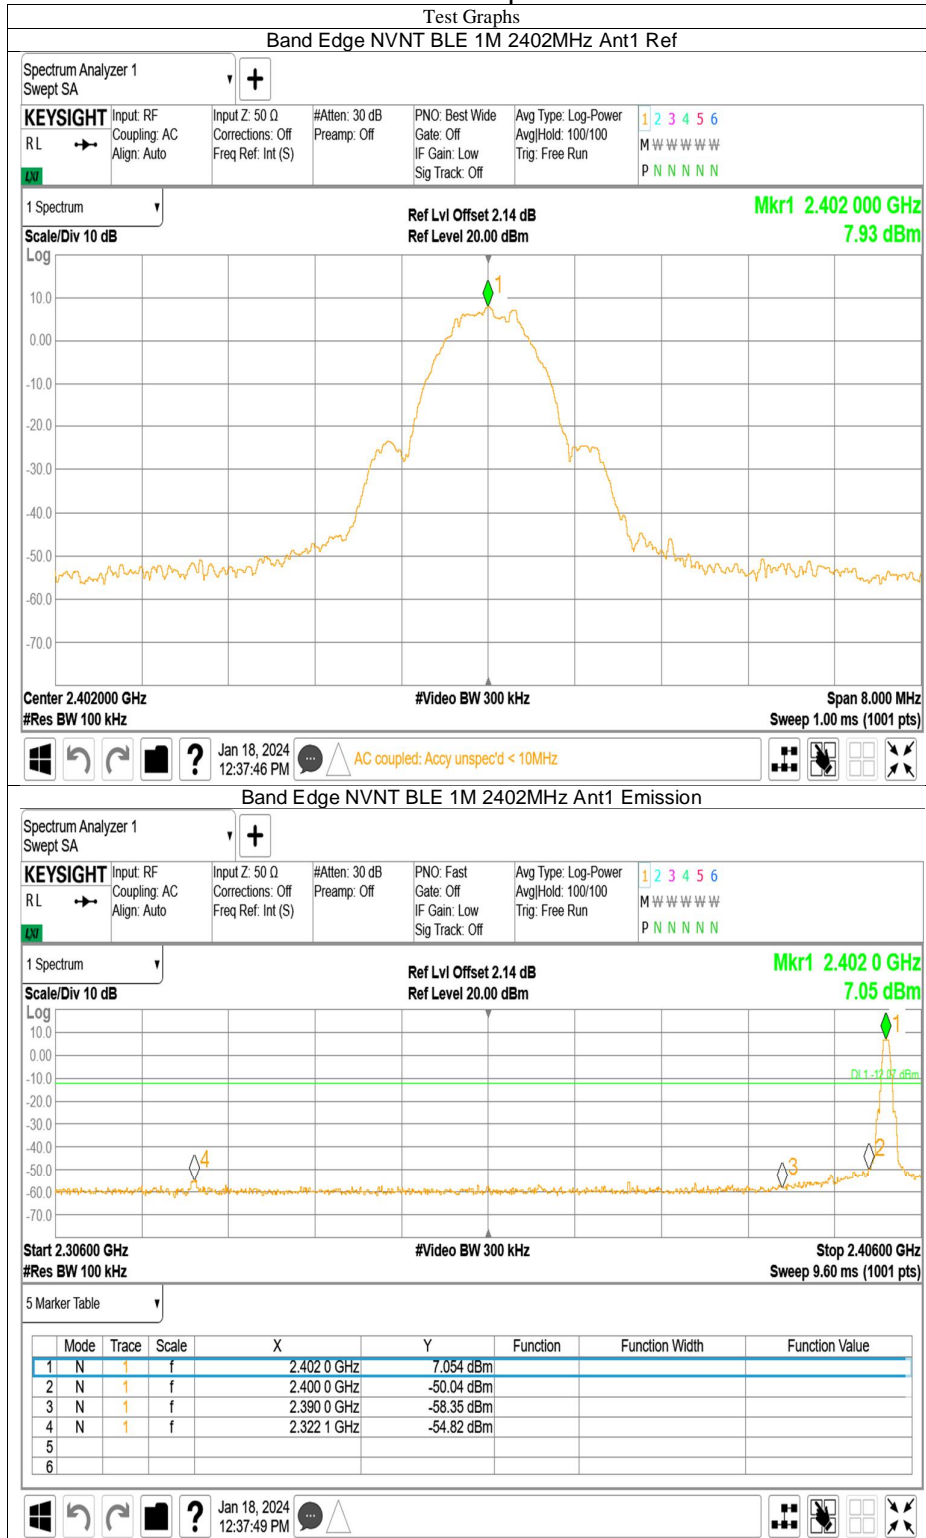 Test Graphs
Band Edge NVNT BLE 1M 2402MHz Ant1 Ref
Spectrum Analyzer 1
Swept SA
+
KEYSIGHT Input: RF Input Z: 50 Ω #Atten: 30 dB PNO: Best Wide Avg Type: Log-Power 1 2 3 4 5 6
RL Coupling: AC Corrections: Off Preamp: Off Gate: Off Avg|Hold: 100/100 M W W W W W
Align: Auto Freq Ref: Int (S) IF Gain: Low Trig: Free Run
LXI Sig Track: Off P N N N N N
1 Spectrum Ref Lvl Offset 2.14 dB Mkr1 2.402 000 GHz
Scale/Div 10 dB Ref Level 20.00 dBm 7.93 dBm
Log
1
10.0
0.00
-10.0
-20.0
-30.0
-40.0
-50.0
-60.0
-70.0
Center 2.402000 GHz #Video BW 300 kHz Span 8.000 MHz
#Res BW 100 kHz Sweep 1.00 ms (1001 pts)
? Jan 18, 2024
12:37:46 PM AC coupled: Accy unspec'd < 10MHz
Band Edge NVNT BLE 1M 2402MHz Ant1 Emission
Spectrum Analyzer 1
Swept SA
+
KEYSIGHT Input: RF Input Z: 50 Ω #Atten: 30 dB PNO: Fast Avg Type: Log-Power 1 2 3 4 5 6
RL Coupling: AC Corrections: Off Preamp: Off Gate: Off Avg|Hold: 100/100 M W W W W W
Align: Auto Freq Ref: Int (S) IF Gain: Low Trig: Free Run
LXI Sig Track: Off P N N N N N
1 Spectrum Ref Lvl Offset 2.14 dB Mkr1 2.402 0 GHz
Scale/Div 10 dB Ref Level 20.00 dBm 7.05 dBm
Log
10.0 1
0.00
-10.0 DL1 -12.07 dBm
-20.0
-30.0
-40.0 2
-50.0 4 3
-60.0
-70.0
Start 2.30600 GHz #Video BW 300 kHz Stop 2.40600 GHz
#Res BW 100 kHz Sweep 9.60 ms (1001 pts)
5 Marker Table
Mode Trace Scale X Y Function Function Width Function Value
1 N 1 f 2.402 0 GHz 7.054 dBm
2 N 1 f 2.400 0 GHz -50.04 dBm
3 N 1 f 2.390 0 GHz -58.35 dBm
4 N 1 f 2.322 1 GHz -54.82 dBm
5
6
? Jan 18, 2024
12:37:49 PM